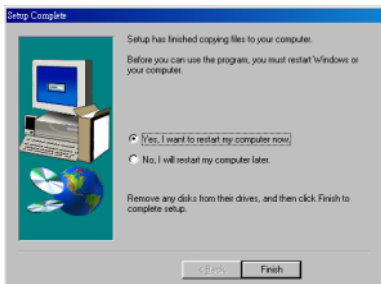 Setup Complete
Setup has finished copying files to your computer.
Before you can use the program, you must restart Windows or
your computer.
Yes, I want to restart my computer now.
No, I will restart my computer later.
Remove any disks from their drives, and then click Finish to
complete setup.
< Back
Finish